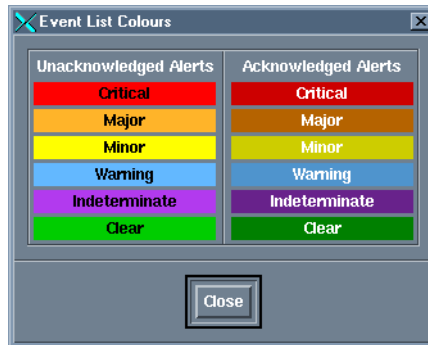 Event List Colours
Unacknowledged Alerts Acknowledged Alerts
Critical Critical
Major Major
Minor Minor
Warning Warning
Indeterminate Indeterminate
Clear Clear
Close